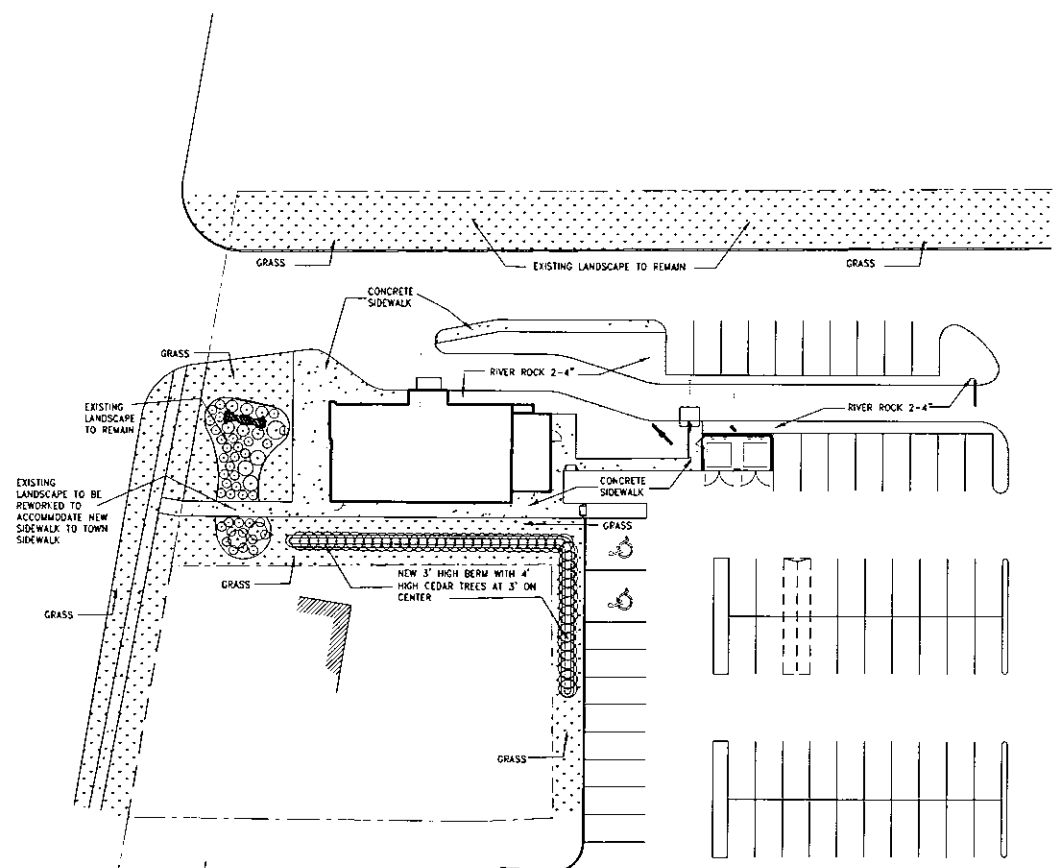 GRASS
EXISTING LANDSCAPE TO REMAIN
GRASS
CONCRETE
SIDEWALK
GRASS
RIVER ROCK 2-4"
EXISTING
LANDSCAPE
TO REMAIN
RIVER ROCK 2-4"
EXISTING
LANDSCAPE TO BE
REWORKED TO
ACCOMMODATE NEW
SIDEWALK TO TOWN
SIDEWALK
CONCRETE
SIDEWALK
GRASS
GRASS
NEW 3' HIGH BERM WITH 4'
HIGH CEDAR TREES AT 3' ON
CENTER
GRASS
GRASS